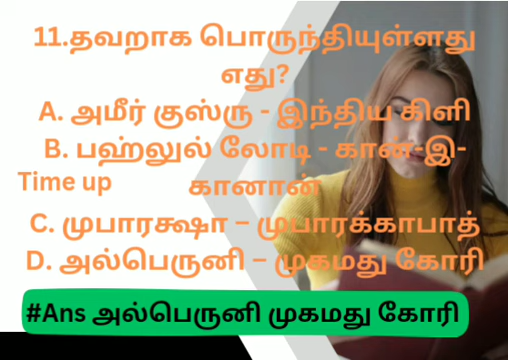 11.தவறாக பொருந்தியுள்ளது
எது?
A. அமீர் குஸ்ரு - இந்திய கிளி
B. பஹ்லுல் லோடி - கான்-இ-
Time up
கானான்
C. முபாரக்ஷா – முபாரக்காபாத்
D. அல்பெருனி – முகமது கோரி
#Ans அல்பெருனி முகமது கோரி